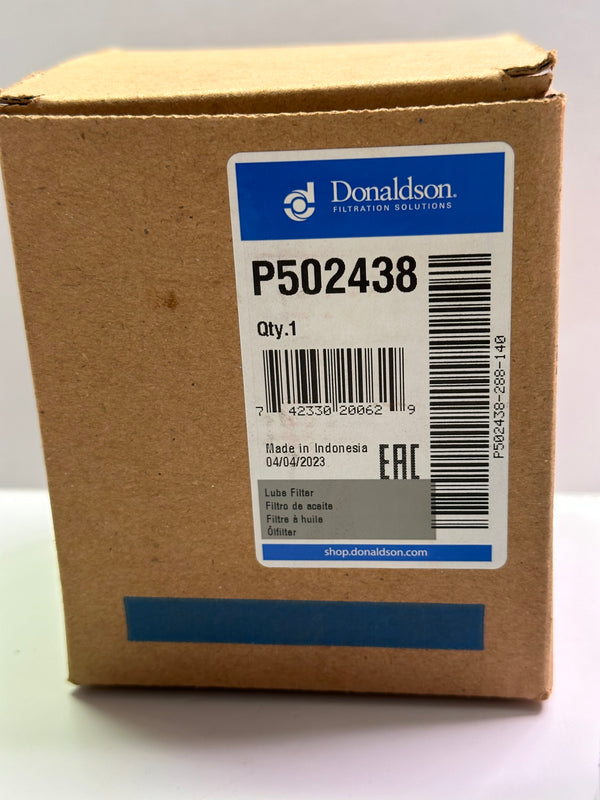 Donaldson.
FILTRATION SOLUTIONS
P502438
Qty.1
7 42330 20062 9
P502438-288-140
Made in Indonesia
04/04/2023
EAC
Lube Filter
Filtro de aceite
Filtre à huile
Ölfilter
shop.donaldson.com